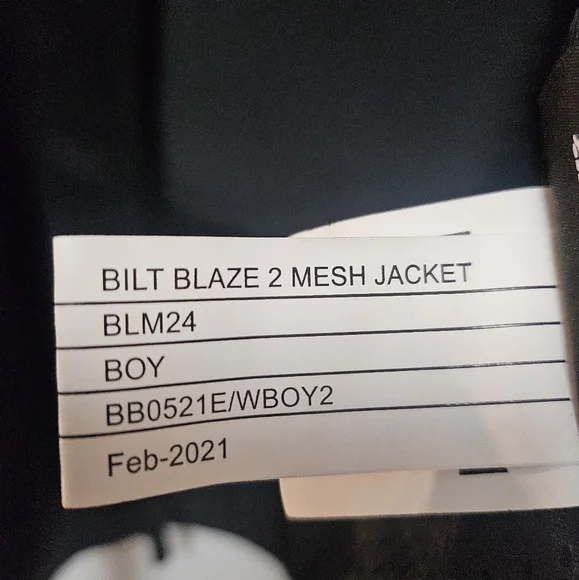 BILT BLAZE 2 MESH JACKET
BLM24
BOY
BB0521E/WBOY2
Feb-2021